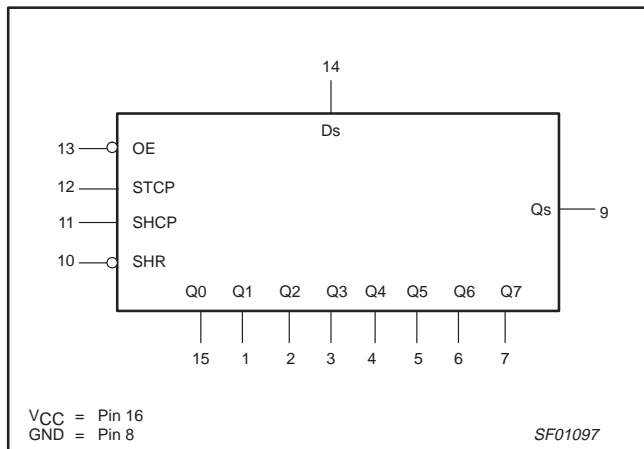 14
Ds
13 OE
12 STCP
11 SHCP
Qs 9
10 SHR
Q0 Q1 Q2 Q3 Q4 Q5 Q6 Q7
15 1 2 3 4 5 6 7
VCC = Pin 16
GND = Pin 8
SF01097